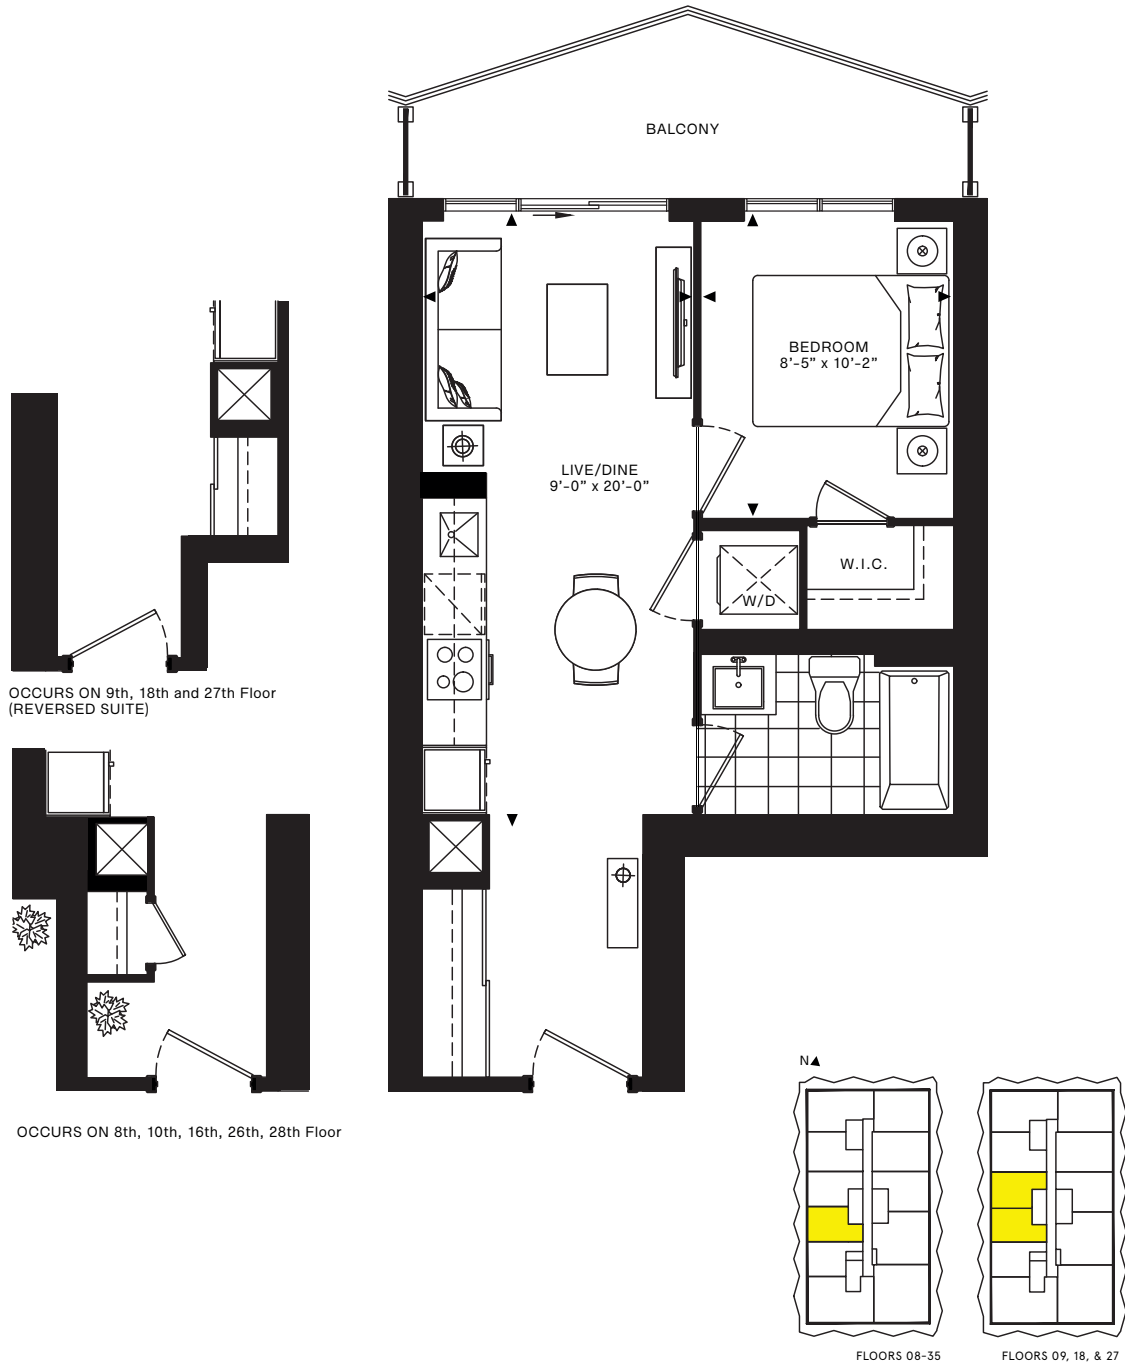 BALCONY
BEDROOM
8'-5" x 10'-2"
LIVE/DINE
9'-0" x 20'-0"
W.I.C.
W/D
OCCURS ON 9th, 18th and 27th Floor
(REVERSED SUITE)
OCCURS ON 8th, 10th, 16th, 26th, 28th Floor
N
FLOORS 08-35
FLOORS 09, 18, & 27